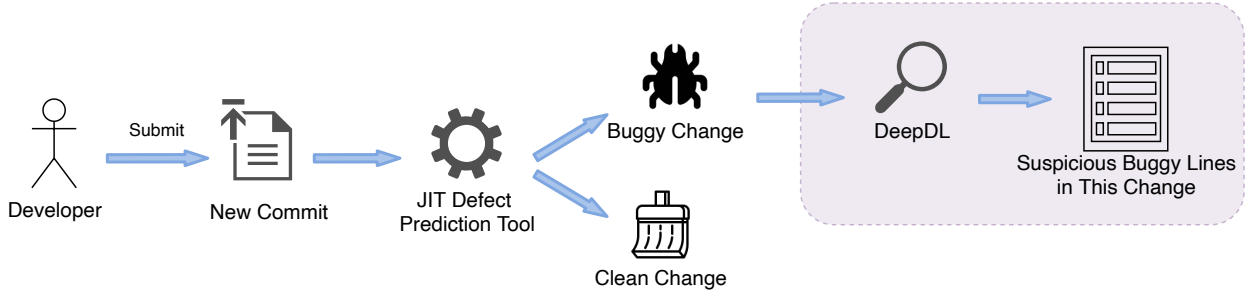 Developer
Submit
New Commit
JIT Defect
Prediction Tool
Buggy Change
Clean Change
DeepDL
Suspicious Buggy Lines
in This Change